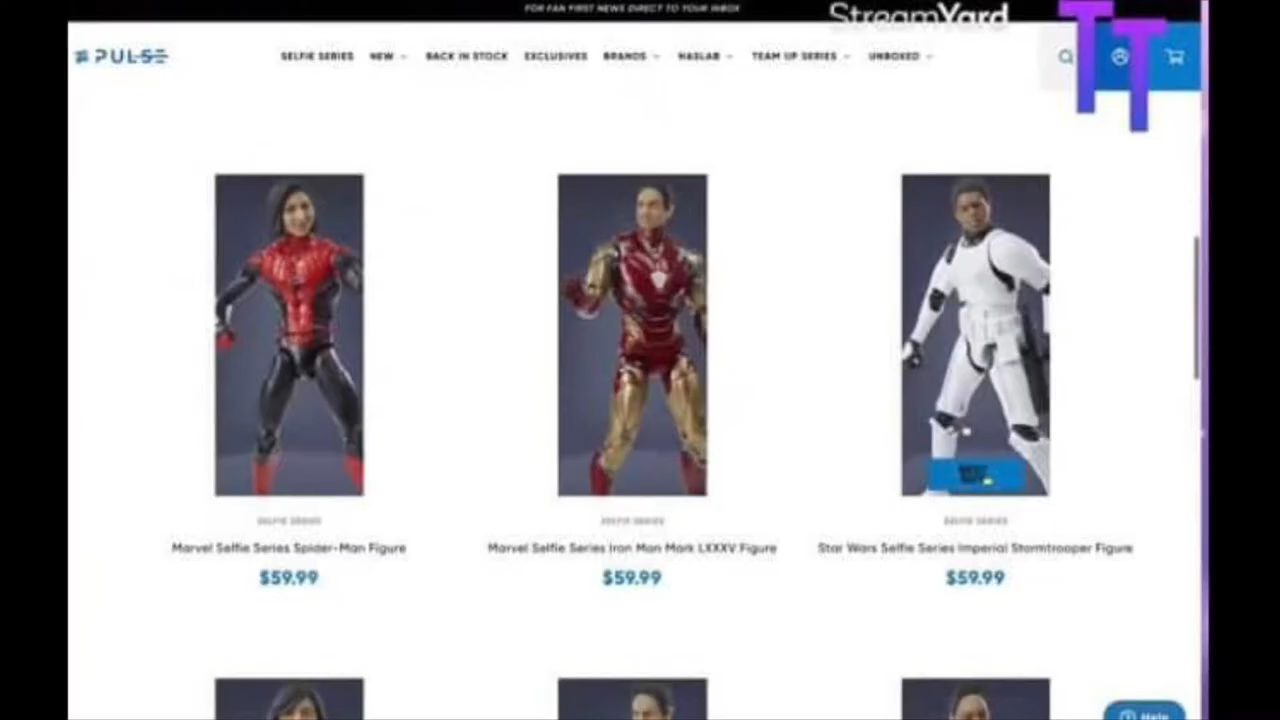 FOR FAN FIRST NEWS DIRECT TO YOUR INBOX
StreamYard
TT
PULSE
SELFIE SERIES NEW BACK IN STOCK EXCLUSIVES BRANDS HASLAB TEAM UP SERIES UNBOXED
SELFIE SERIES SELFIE SERIES SELFIE SERIES
Marvel Selfie Series Spider-Man Figure Marvel Selfie Series Iron Man Mark LXXXV Figure Star Wars Selfie Series Imperial Stormtrooper Figure
$59.99 $59.99 $59.99
Help